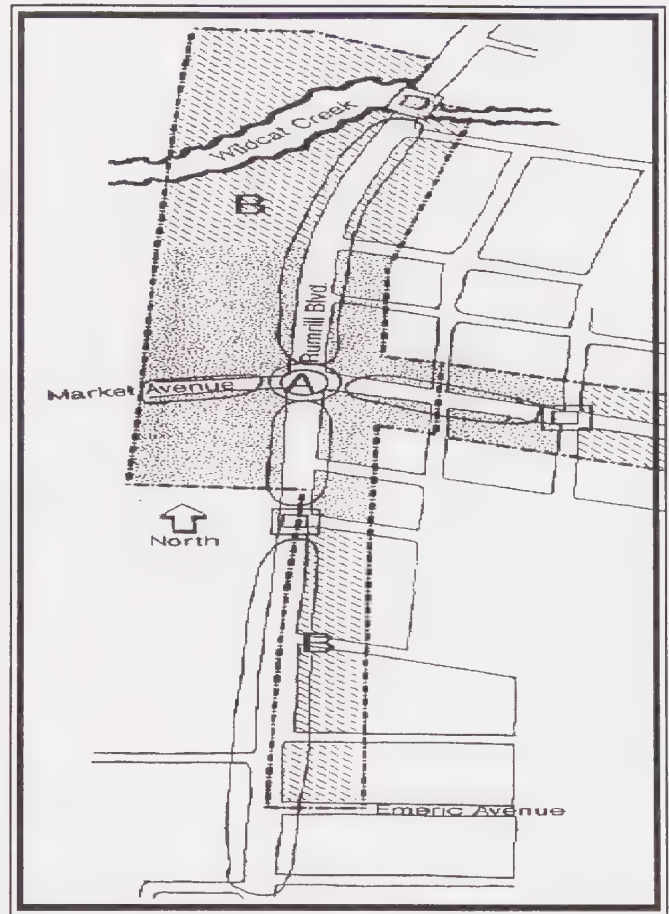 Wildcat Creek
B
Rumrill Blvd.
Market Avenue
A
North
B
Emeric Avenue